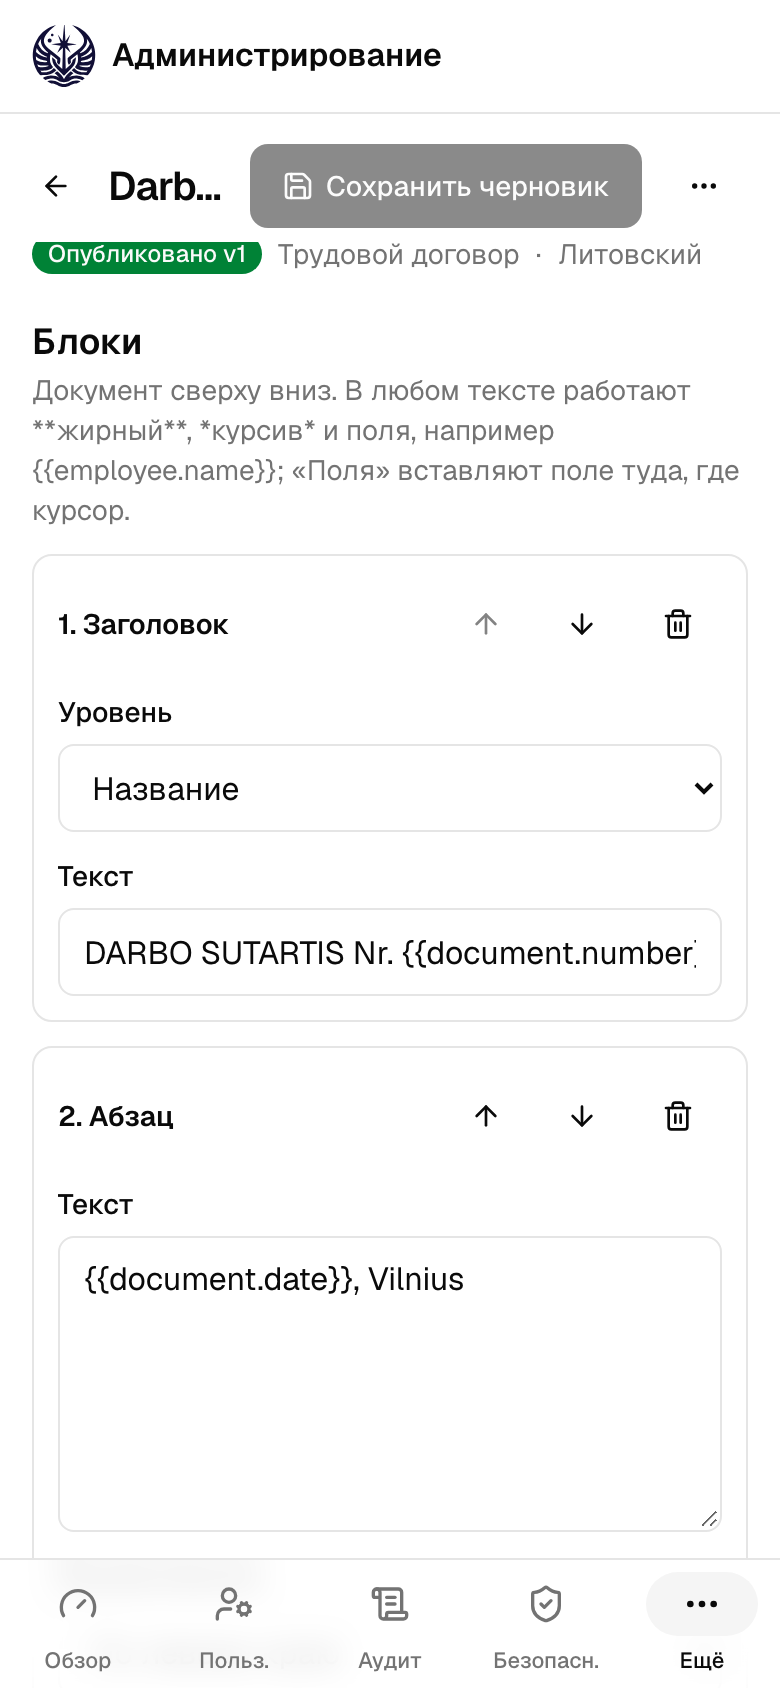 Администрирование
Darb...
Сохранить черновик
Опубликовано v1
Трудовой договор · Литовский
Блоки
Документ сверху вниз. В любом тексте работают
**жирный**, *курсив* и поля, например
{{employee.name}}; «Поля» вставляют поле туда, где
курсор.
1. Заголовок
Уровень
Название
Текст
DARBO SUTARTIS Nr. {{document.number}
2. Абзац
Текст
{{document.date}}, Vilnius
Обзор
Польз.
Аудит
Безопасн.
Ещё